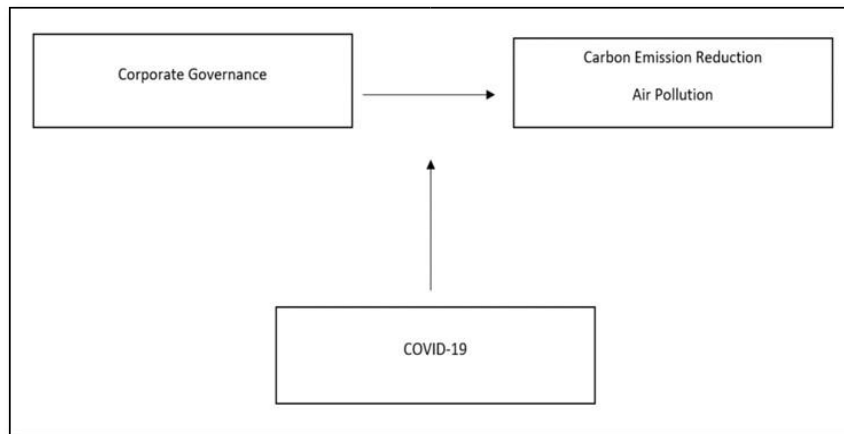 Corporate Governance
Carbon Emission Reduction
Air Pollution
COVID-19